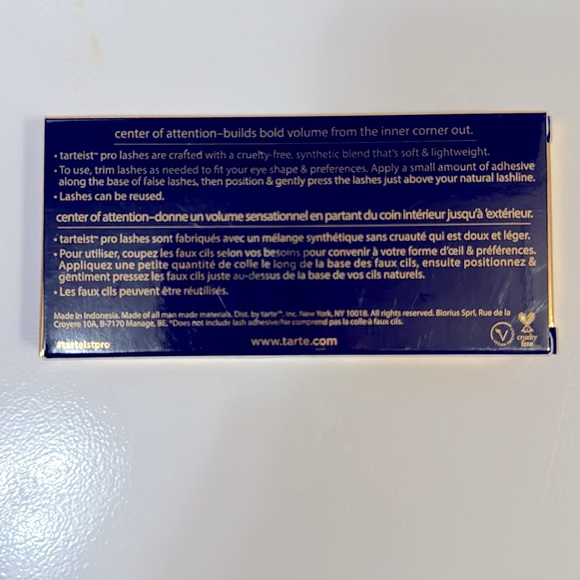 center of attention–builds bold volume from the inner corner out.
• tarteist™ pro lashes are crafted with a cruelty-free, synthetic blend that's soft & lightweight.
• To use, trim lashes as needed to fit your eye shape & preferences. Apply a small amount of adhesive
along the base of false lashes, then position & gently press the lashes just above your natural lashline.
• Lashes can be reused.
center of attention–donne un volume sensationnel en partant du coin intérieur jusqu'à 'extérieur.
• tarteist™ pro lashes sont fabriqués avec un mélange synthétique sans cruauté qui est doux et léger.
• Pour utiliser, coupez les faux cils selon vos besoins pour convenir à votre forme d'œil & préférences.
Appliquez une petite quantité de colle le long de la base des faux cils, ensuite positionnez &
gentiment pressez les faux cils juste au-dessus de la base de vos cils naturels.
• Les faux cils peuvent être réutilisés.
Made in Indonesia. Made of all man made materials. Dist. by tarte™, inc. New York, NY 10018. All rights reserved. Biorius Sprl, Rue de la
Croyere 10A, B-7170 Manage, BE. *Does not include lash adhesive/Ne comprend pas la colle à faux cils.
#tarteistpro
www.tarte.com
V
cruelty
free